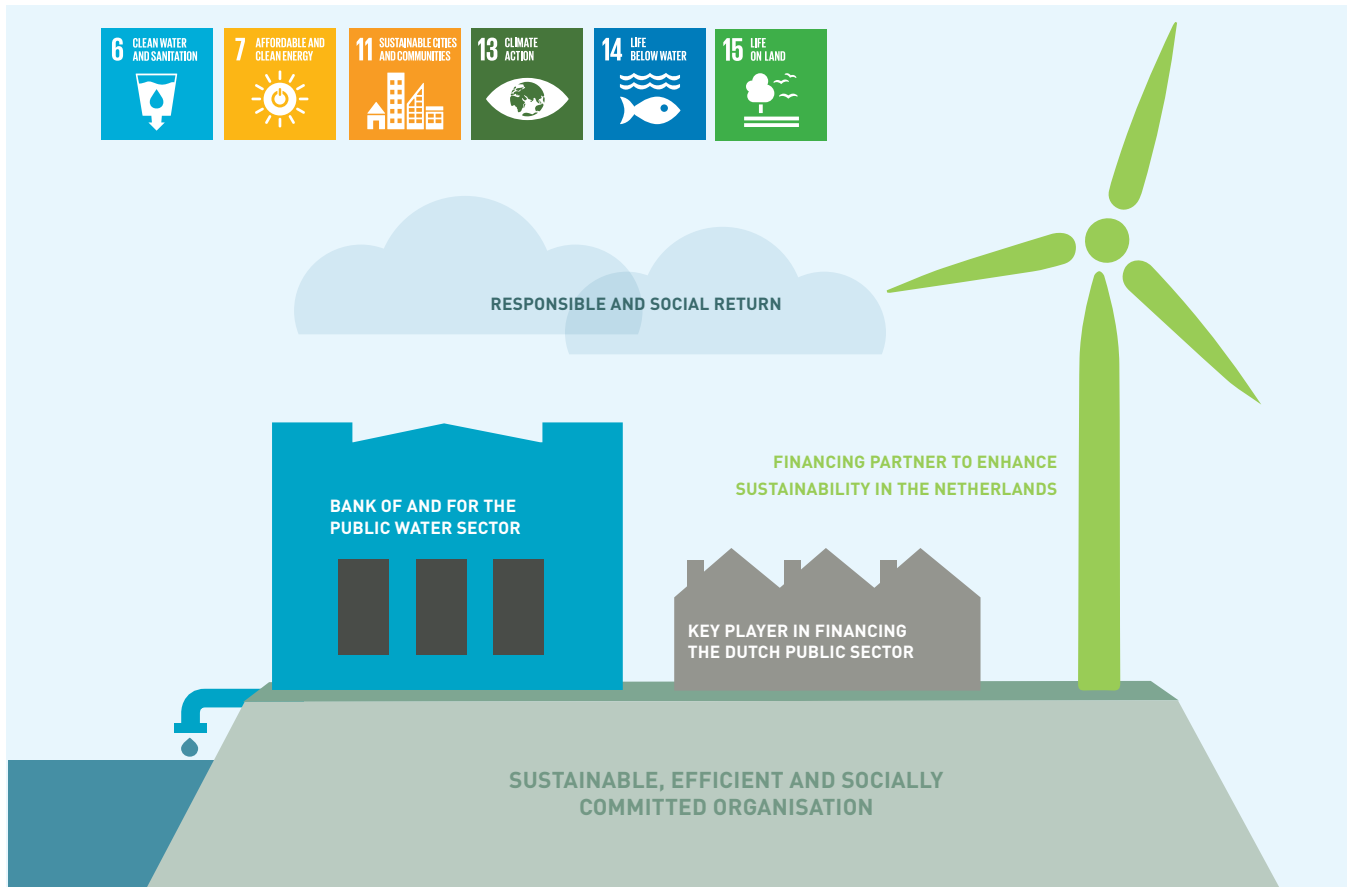 6 CLEAN WATER
AND SANITATION
7 AFFORDABLE AND
CLEAN ENERGY
11 SUSTAINABLE CITIES
AND COMMUNITIES
13 CLIMATE
ACTION
14 LIFE
BELOW WATER
15 LIFE
ON LAND
RESPONSIBLE AND SOCIAL RETURN
FINANCING PARTNER TO ENHANCE
SUSTAINABILITY IN THE NETHERLANDS
BANK OF AND FOR THE
PUBLIC WATER SECTOR
KEY PLAYER IN FINANCING
THE DUTCH PUBLIC SECTOR
SUSTAINABLE, EFFICIENT AND SOCIALLY
COMMITTED ORGANISATION